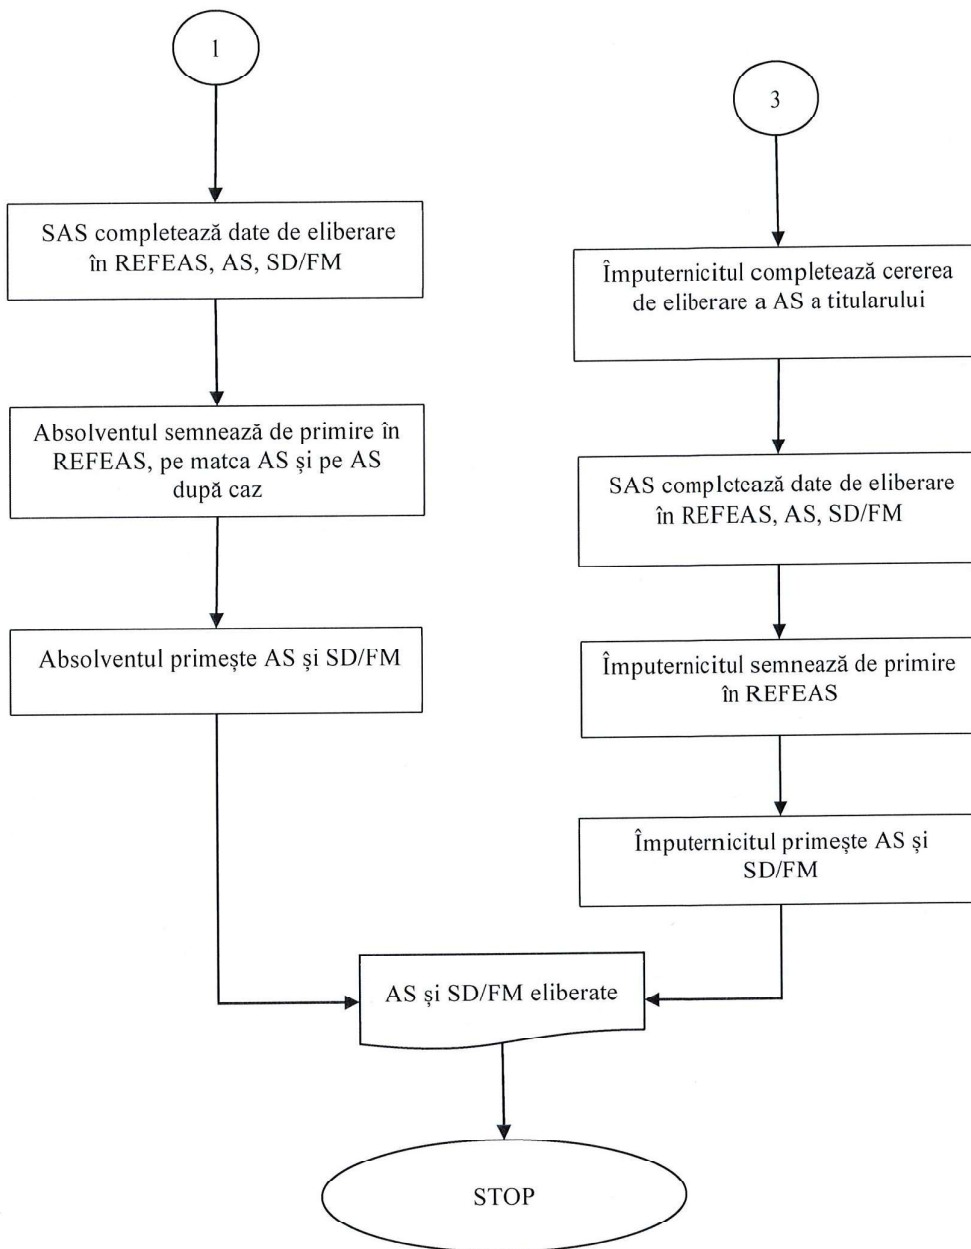 1
SAS completează date de eliberare
în REFEAS, AS, SD/FM
Absolventul semnează de primire în
REFEAS, pe matca AS și pe AS
după caz
Absolventul primește AS și SD/FM
3
Împuternicitul completează cererea
de eliberare a AS a titularului
SAS completează date de eliberare
în REFEAS, AS, SD/FM
Împuternicitul semnează de primire
în REFEAS
Împuternicitul primește AS și
SD/FM
AS și SD/FM eliberate
STOP